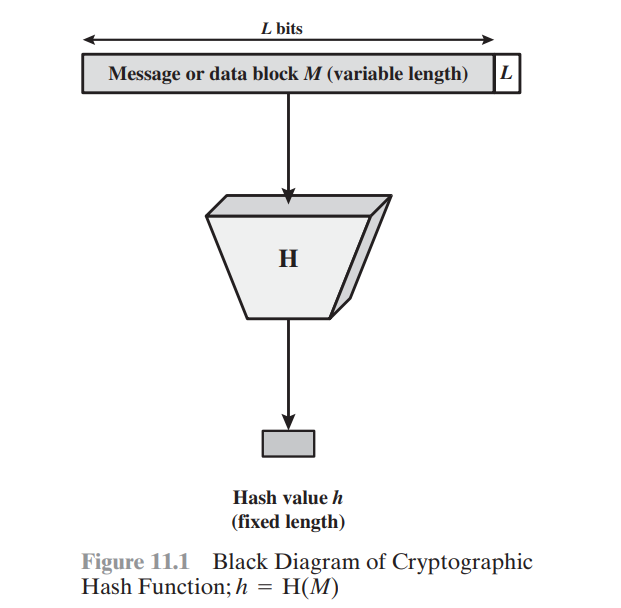 L bits
Message or data block M (variable length) L
H
Hash value h
(fixed length)
Figure 11.1 Black Diagram of Cryptographic
Hash Function; h = H(M)